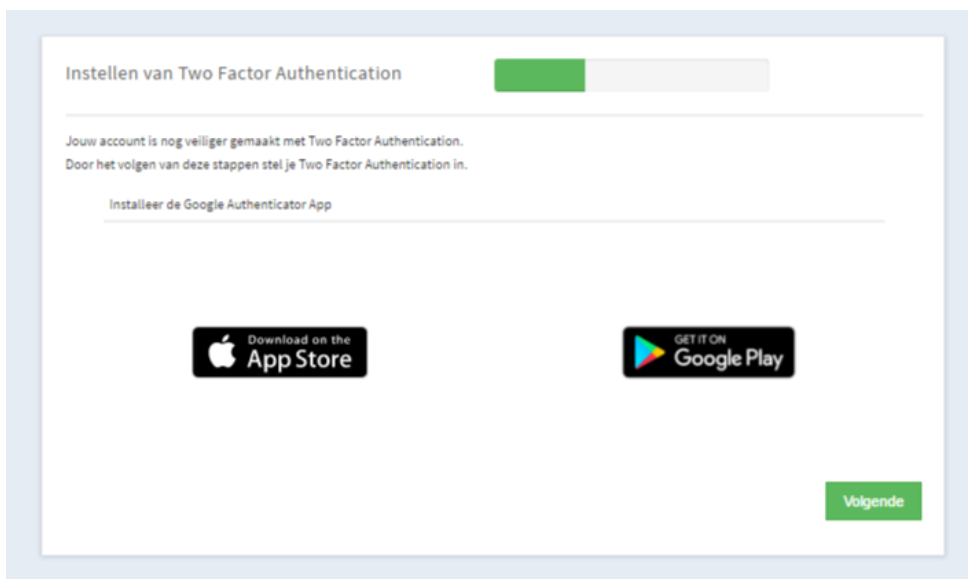 Instellen van Two Factor Authentication
Jouw account is nog veiliger gemaakt met Two Factor Authentication.
Door het volgen van deze stappen stel je Two Factor Authentication in.
Installeer de Google Authenticator App
Download on the
App Store
GET IT ON
Google Play
Volgende